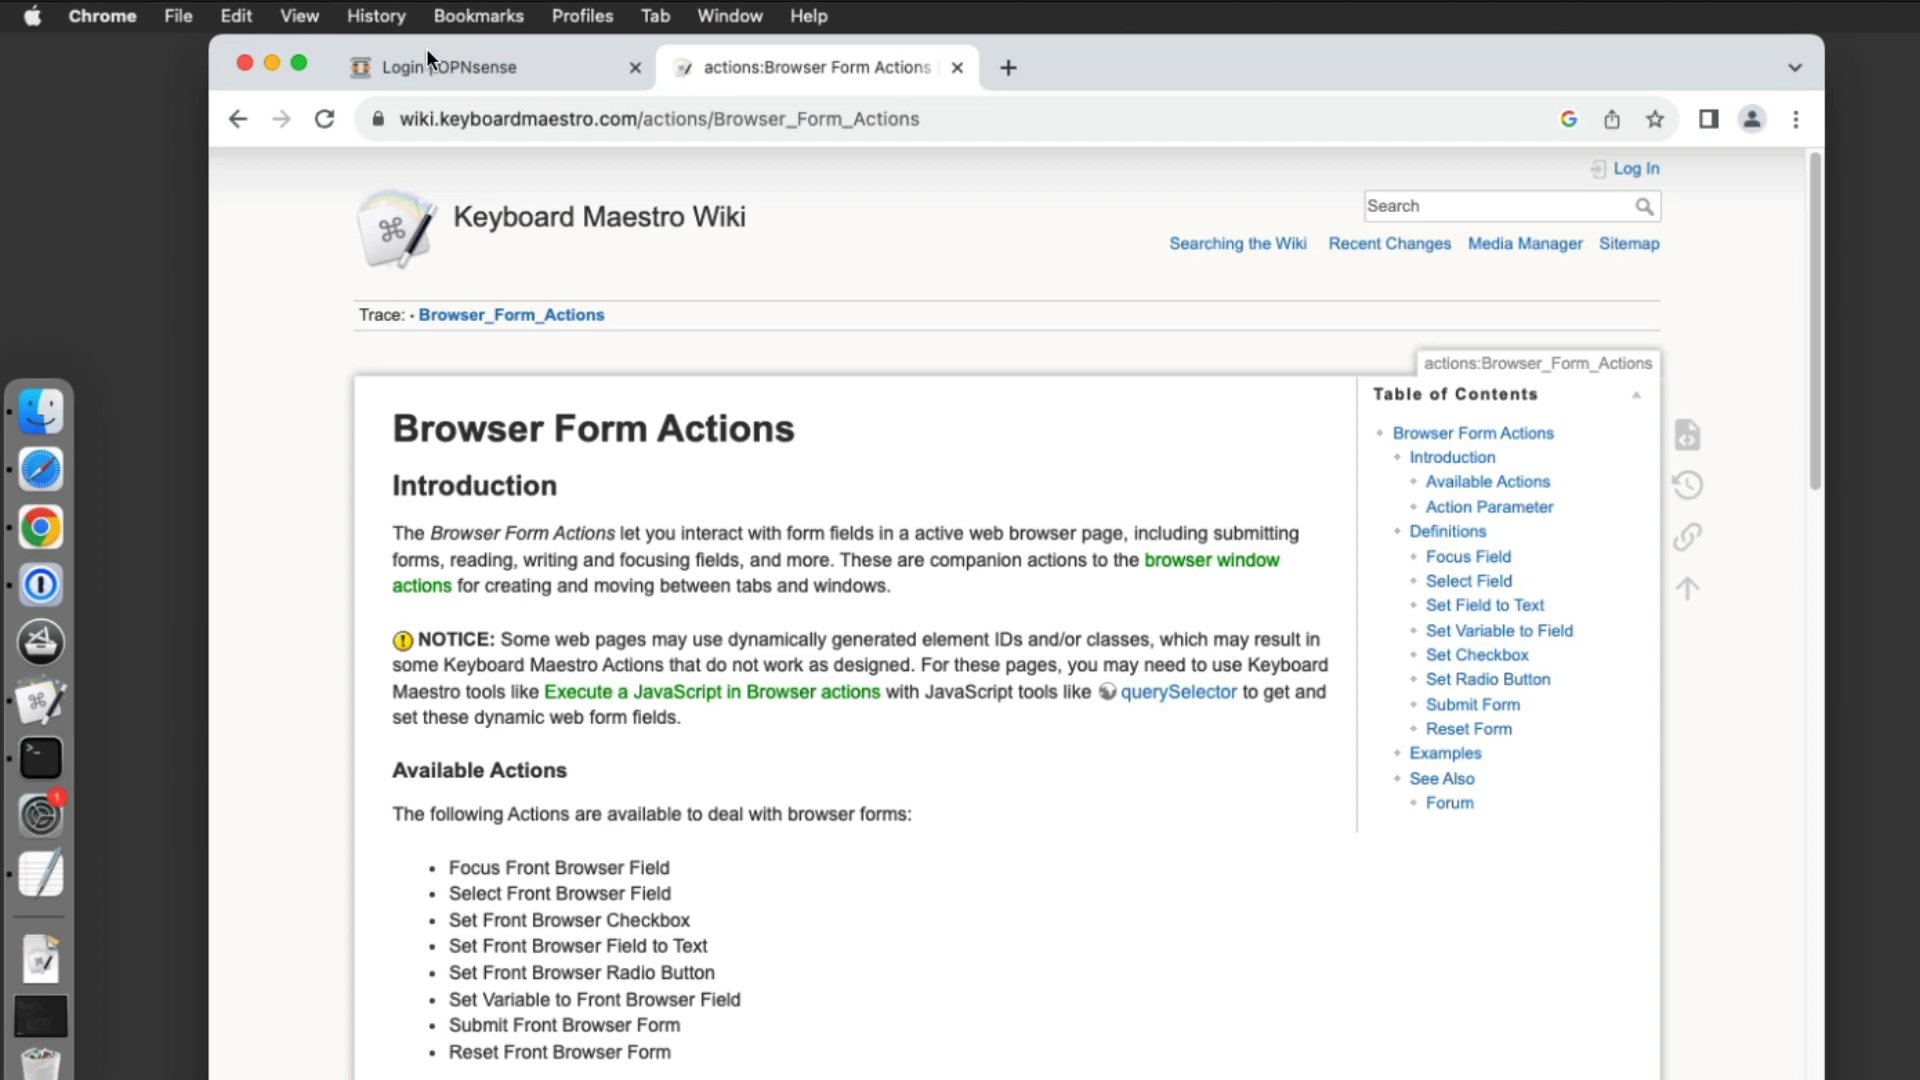 Chrome File Edit View History Bookmarks Profiles Tab Window Help
Login | OPNsense
actions:Browser Form Actions
wiki.keyboardmaestro.com/actions/Browser_Form_Actions
Log In
Keyboard Maestro Wiki
Search
Searching the Wiki Recent Changes Media Manager Sitemap
Trace: • Browser_Form_Actions
actions:Browser_Form_Actions
Browser Form Actions
Introduction
The Browser Form Actions let you interact with form fields in a active web browser page, including submitting
forms, reading, writing and focusing fields, and more. These are companion actions to the browser window
actions for creating and moving between tabs and windows.
NOTICE: Some web pages may use dynamically generated element IDs and/or classes, which may result in
some Keyboard Maestro Actions that do not work as designed. For these pages, you may need to use Keyboard
Maestro tools like Execute a JavaScript in Browser actions with JavaScript tools like querySelector to get and
set these dynamic web form fields.
Available Actions
The following Actions are available to deal with browser forms:
• Focus Front Browser Field
• Select Front Browser Field
• Set Front Browser Checkbox
• Set Front Browser Field to Text
• Set Front Browser Radio Button
• Set Variable to Front Browser Field
• Submit Front Browser Form
• Reset Front Browser Form
Table of Contents
Browser Form Actions
Introduction
Available Actions
Action Parameter
Definitions
Focus Field
Select Field
Set Field to Text
Set Variable to Field
Set Checkbox
Set Radio Button
Submit Form
Reset Form
Examples
See Also
Forum
1